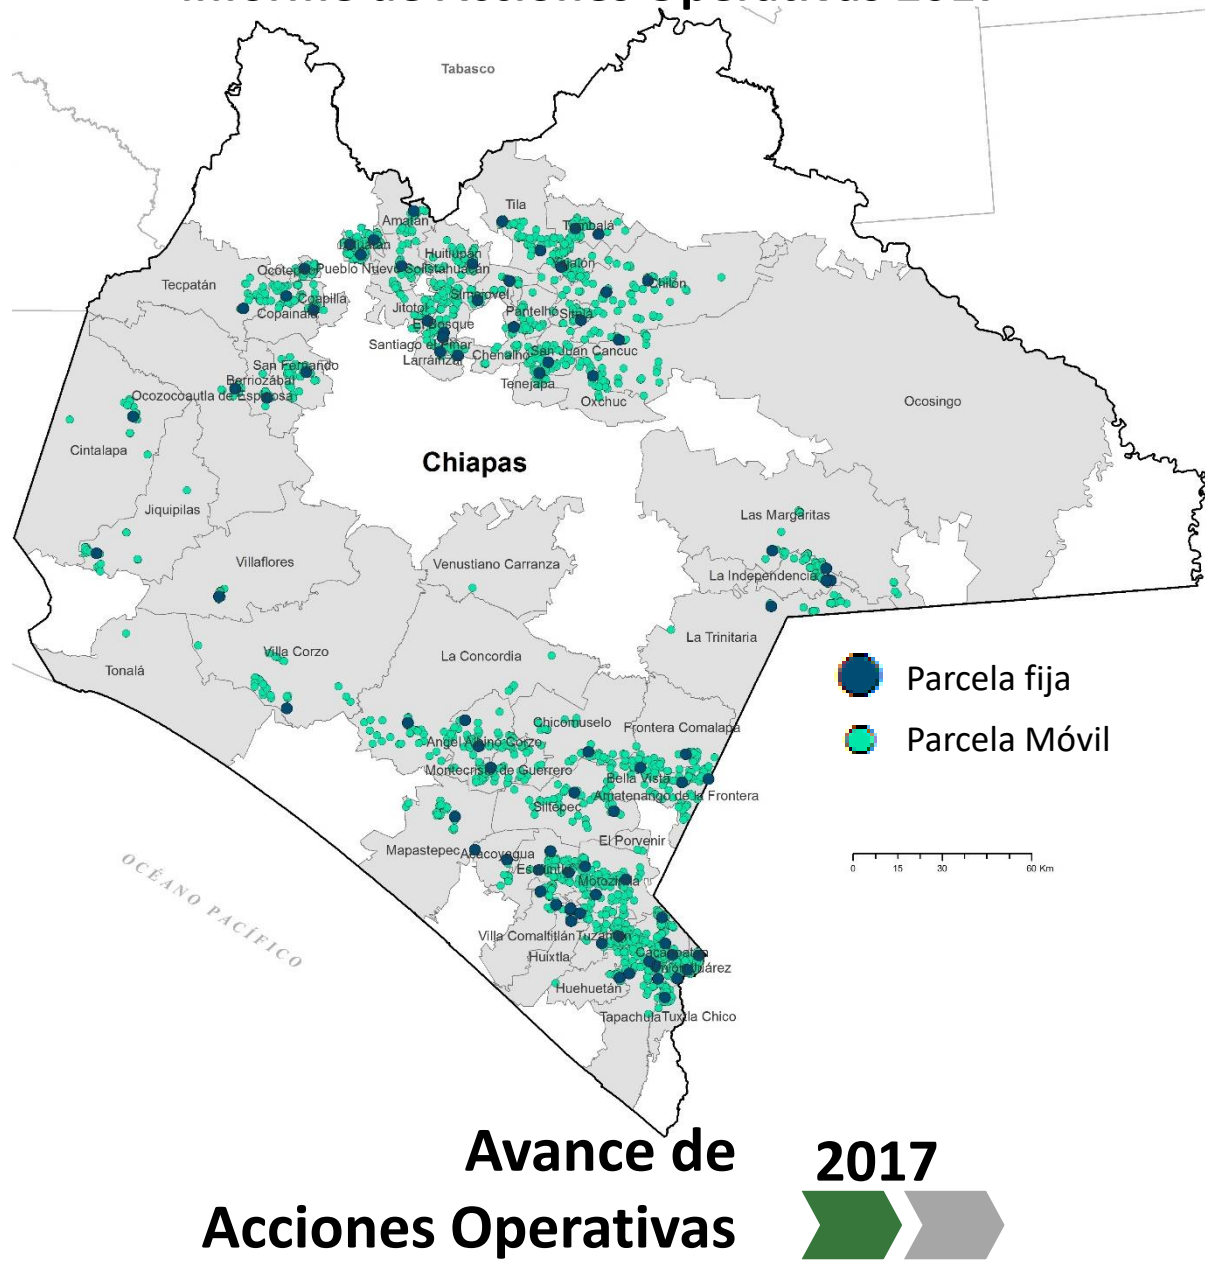 Informe de Acciones Operativas 2017
Tabasco
Tila
Amatán
Tumbalá
Huitiupán
Ocotepec
Pueblo Nuevo Solistahuacán
Yajalón
Tecpatán
Chilón
Simojovel
Coapilla
Jitotol
Pantelhó
Sitalá
Copainalá
El Bosque
Santiago el Pinar
Larráinzar
Chenalhó
San Juan Cancuc
San Fernando
Berriozábal
Tenejapa
Ocozocoautla de Espinosa
Oxchuc
Ocosingo
Cintalapa
Chiapas
Jiquipilas
Las Margaritas
Villaflores
Venustiano Carranza
La Independencia
La Trinitaria
Villa Corzo
La Concordia
Tonalá
Parcela fija
Parcela Móvil
Chicomuselo
Frontera Comalapa
Angel Albino Corzo
Montecristo de Guerrero
Bella Vista
Amatenango de la Frontera
Siltepec
El Porvenir
Mapastepec
Acacoyagua
Escuintla
Motozintla
0 15 30 60 Km
OCÉANO PACÍFICO
Villa Comaltitlán
Tuzantán
Huixtla
Cacahoatán
Unión Juárez
Huehuetán
Tapachula
Tuxtla Chico
Avance de
Acciones Operativas
2017